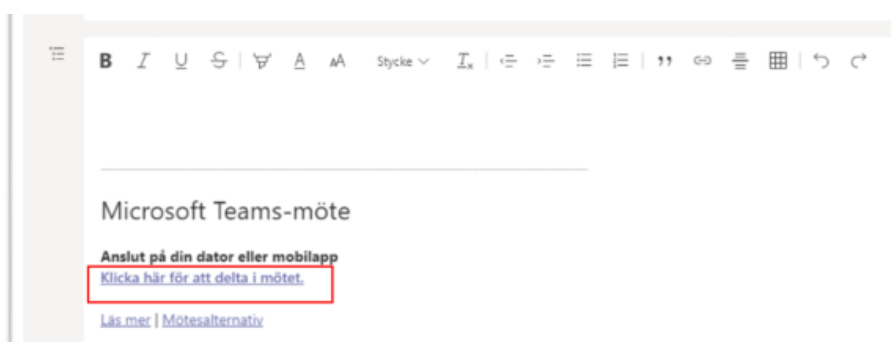 B I U S A AA Stycke
Microsoft Teams-möte
Anslut på din dator eller mobilapp
Klicka här för att delta i mötet.
Läs mer | Mötesalternativ